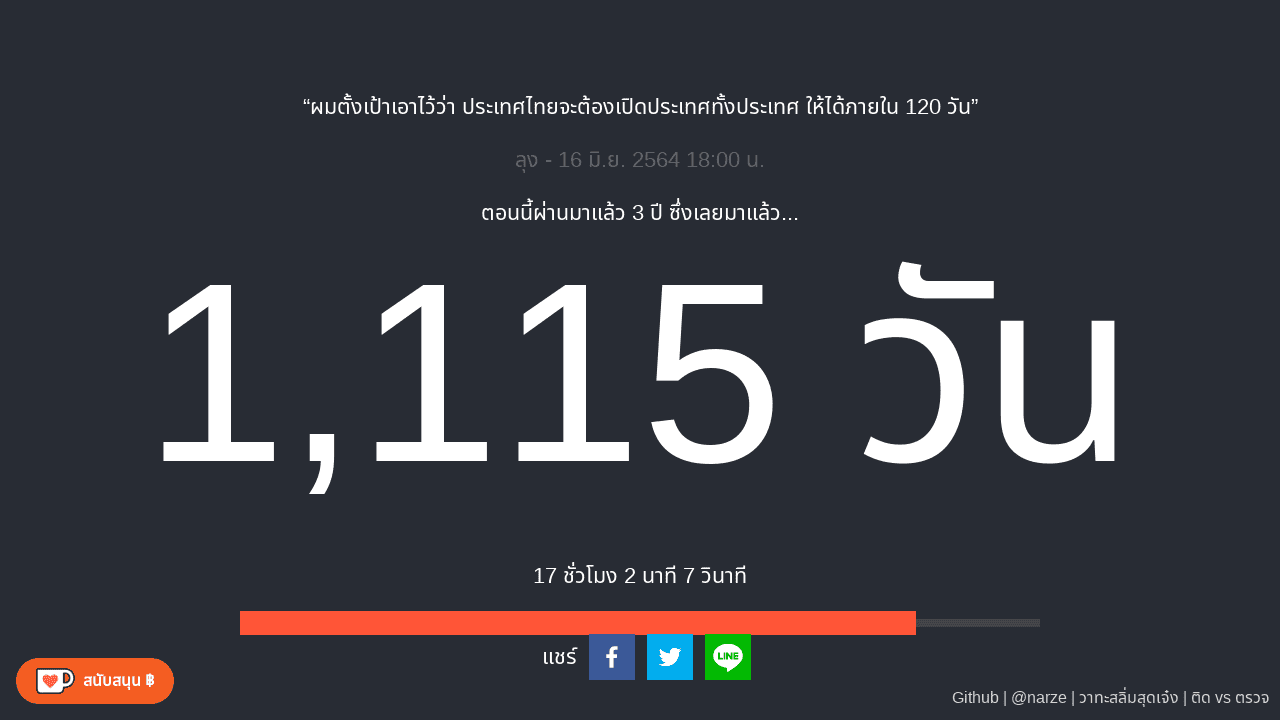 “ผมตั้งเป้าเอาไว้ว่า ประเทศไทยจะต้องเปิดประเทศทั้งประเทศ ให้ได้ภายใน 120 วัน”
ลุง - 16 มิ.ย. 2564 18:00 น.
ตอนนี้ผ่านมาแล้ว 3 ปี ซึ่งเลยมาแล้ว...
1,115 วัน
17 ชั่วโมง 2 นาที 7 วินาที
แชร์
LINE
สนับสนุน ฿
Github | @narze | วาทะสลิ่มสุดเจ๋ง | ติด vs ตรวจ